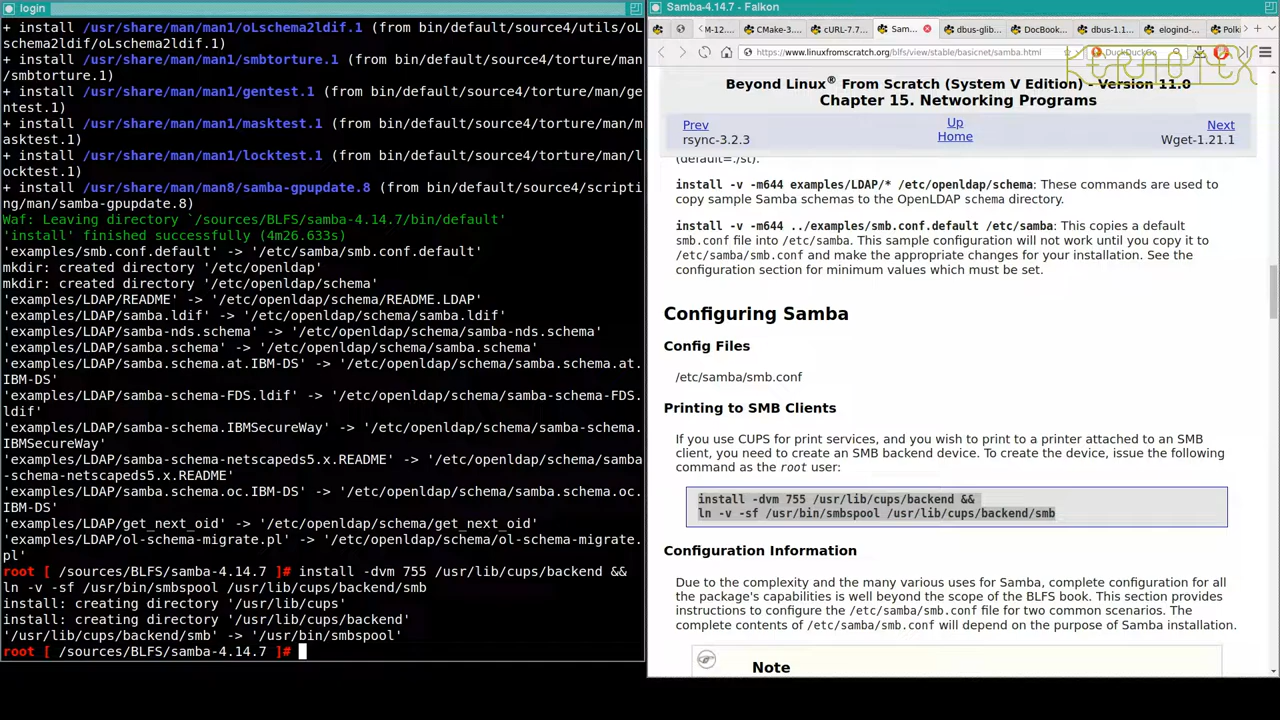 login
+ install /usr/share/man/man1/oLschema2ldif.1 (from bin/default/source4/utils/oL
schema2ldif/oLschema2ldif.1)
+ install /usr/share/man/man1/smbtorture.1 (from bin/default/source4/torture/man
/smbtorture.1)
+ install /usr/share/man/man1/gentest.1 (from bin/default/source4/torture/man/ge
ntest.1)
+ install /usr/share/man/man1/masktest.1 (from bin/default/source4/torture/man/m
asktest.1)
+ install /usr/share/man/man1/locktest.1 (from bin/default/source4/torture/man/l
ocktest.1)
+ install /usr/share/man/man8/samba-gpupdate.8 (from bin/default/source4/scripti
ng/man/samba-gpupdate.8)
Waf: Leaving directory `/sources/BLFS/samba-4.14.7/bin/default'
'install' finished successfully (4m26.633s)
'examples/smb.conf.default' -> '/etc/samba/smb.conf.default'
mkdir: created directory '/etc/openldap'
mkdir: created directory '/etc/openldap/schema'
'examples/LDAP/README' -> '/etc/openldap/schema/README.LDAP'
'examples/LDAP/samba.ldif' -> '/etc/openldap/schema/samba.ldif'
'examples/LDAP/samba-nds.schema' -> '/etc/openldap/schema/samba-nds.schema'
'examples/LDAP/samba.schema' -> '/etc/openldap/schema/samba.schema'
'examples/LDAP/samba.schema.at.IBM-DS' -> '/etc/openldap/schema/samba.schema.at.
IBM-DS'
'examples/LDAP/samba-schema-FDS.ldif' -> '/etc/openldap/schema/samba-schema-FDS.
ldif'
'examples/LDAP/samba-schema.IBMSecureWay' -> '/etc/openldap/schema/samba-schema.
IBMSecureWay'
'examples/LDAP/samba-schema-netscapeds5.x.README' -> '/etc/openldap/schema/samba
-schema-netscapeds5.x.README'
'examples/LDAP/samba.schema.oc.IBM-DS' -> '/etc/openldap/schema/samba.schema.oc.
IBM-DS'
'examples/LDAP/get_next_oid' -> '/etc/openldap/schema/get_next_oid'
'examples/LDAP/ol-schema-migrate.pl' -> '/etc/openldap/schema/ol-schema-migrate.
pl'
root [ /sources/BLFS/samba-4.14.7 ]# install -dvm 755 /usr/lib/cups/backend &&
ln -v -sf /usr/bin/smbspool /usr/lib/cups/backend/smb
install: creating directory '/usr/lib/cups'
install: creating directory '/usr/lib/cups/backend'
'/usr/lib/cups/backend/smb' -> '/usr/bin/smbspool'
root [ /sources/BLFS/samba-4.14.7 ]#
Samba-4.14.7 - Falkon
M-12.... CMake-3.... cURL-7.7... Sam... dbus-glib... DocBook... dbus-1.1... elogind-... Polki
https://www.linuxfromscratch.org/blfs/view/stable/basicnet/samba.html DuckDuckGo
KERNOTEX
Beyond Linux® From Scratch (System V Edition) - Version 11.0
Chapter 15. Networking Programs
Prev Up Next
rsync-3.2.3 Home Wget-1.21.1
(default=./st).
install -v -m644 examples/LDAP/* /etc/openldap/schema: These commands are used to
copy sample Samba schemas to the OpenLDAP schema directory.
install -v -m644 ../examples/smb.conf.default /etc/samba: This copies a default
smb.conf file into /etc/samba. This sample configuration will not work until you copy it to
/etc/samba/smb.conf and make the appropriate changes for your installation. See the
configuration section for minimum values which must be set.
Configuring Samba
Config Files
/etc/samba/smb.conf
Printing to SMB Clients
If you use CUPS for print services, and you wish to print to a printer attached to an SMB
client, you need to create an SMB backend device. To create the device, issue the following
command as the root user:
install -dvm 755 /usr/lib/cups/backend &&
ln -v -sf /usr/bin/smbspool /usr/lib/cups/backend/smb
Configuration Information
Due to the complexity and the many various uses for Samba, complete configuration for all
the package's capabilities is well beyond the scope of the BLFS book. This section provides
instructions to configure the /etc/samba/smb.conf file for two common scenarios. The
complete contents of /etc/samba/smb.conf will depend on the purpose of Samba installation.
Note